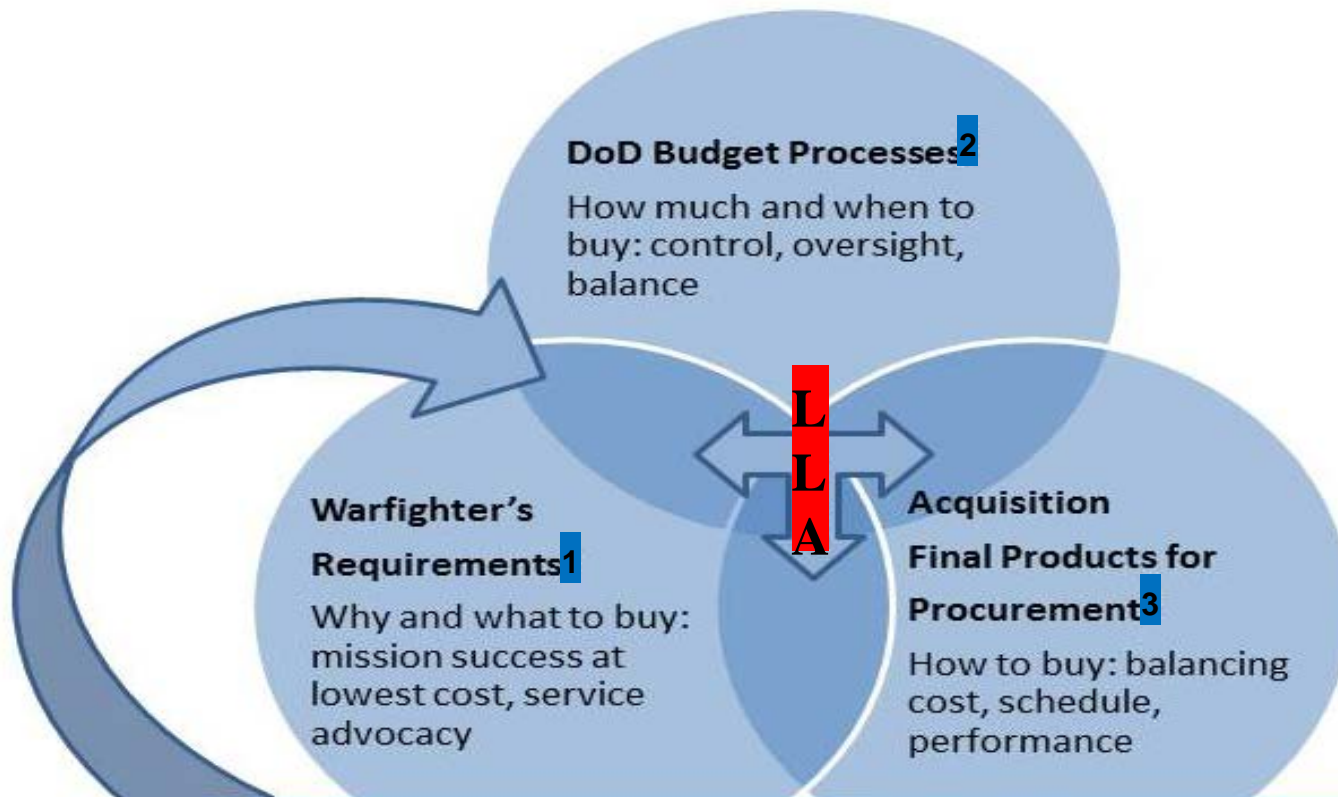 DoD Budget Processes2
How much and when to
buy: control, oversight,
balance
L
L
A
Warfighter’s
Requirements1
Why and what to buy:
mission success at
lowest cost, service
advocacy
Acquisition
Final Products for
Procurement3
How to buy: balancing
cost, schedule,
performance